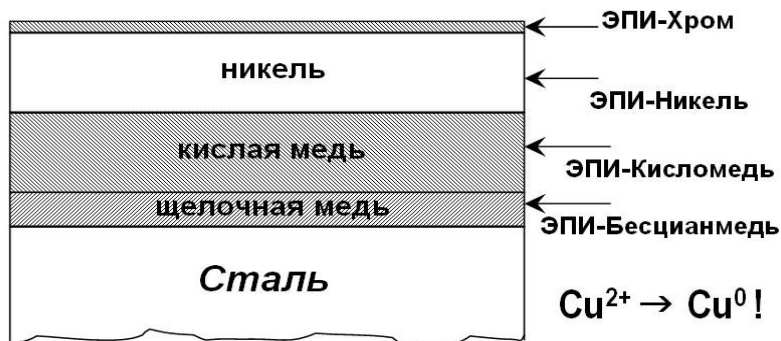 ЭПИ-Хром
никель
ЭПИ-Никель
кислая медь
ЭПИ-Кисломедь
щелочная медь
ЭПИ-Бесцианмедь
Сталь
Cu²⁺ → Cu⁰ !